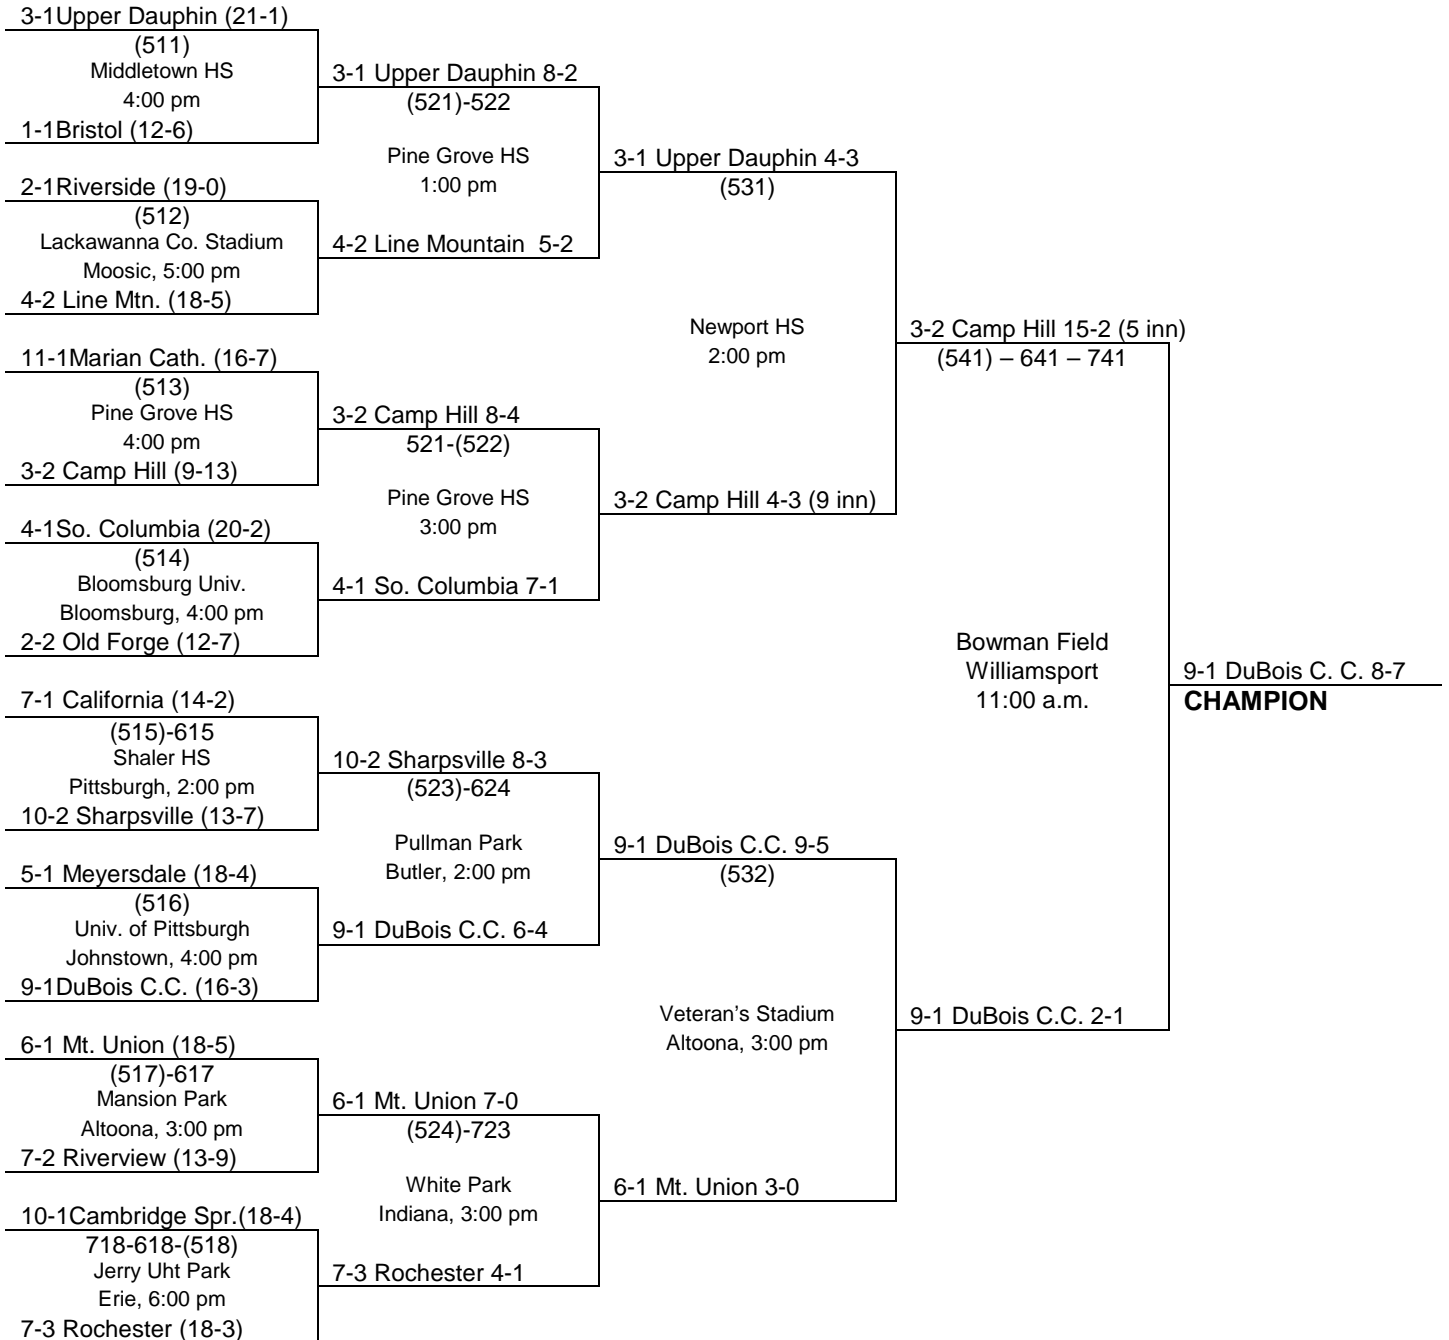 3-1Upper Dauphin (21-1)
(511)
Middletown HS
4:00 pm
1-1Bristol (12-6)
2-1Riverside (19-0)
(512)
Lackawanna Co. Stadium
Moosic, 5:00 pm
4-2 Line Mtn. (18-5)
11-1Marian Cath. (16-7)
(513)
Pine Grove HS
4:00 pm
3-2 Camp Hill (9-13)
4-1So. Columbia (20-2)
(514)
Bloomsburg Univ.
Bloomsburg, 4:00 pm
2-2 Old Forge (12-7)
7-1 California (14-2)
(515)-615
Shaler HS
Pittsburgh, 2:00 pm
10-2 Sharpsville (13-7)
5-1 Meyersdale (18-4)
(516)
Univ. of Pittsburgh
Johnstown, 4:00 pm
9-1DuBois C.C. (16-3)
6-1 Mt. Union (18-5)
(517)-617
Mansion Park
Altoona, 3:00 pm
7-2 Riverview (13-9)
10-1Cambridge Spr.(18-4)
718-618-(518)
Jerry Uht Park
Erie, 6:00 pm
7-3 Rochester (18-3)
3-1 Upper Dauphin 8-2
(521)-522
Pine Grove HS
1:00 pm
4-2 Line Mountain  5-2
3-2 Camp Hill 8-4
521-(522)
Pine Grove HS
3:00 pm
4-1 So. Columbia 7-1
10-2 Sharpsville 8-3
(523)-624
Pullman Park
Butler, 2:00 pm
9-1 DuBois C.C. 6-4
6-1 Mt. Union 7-0
(524)-723
White Park
Indiana, 3:00 pm
7-3 Rochester 4-1
3-1 Upper Dauphin 4-3
(531)
Newport HS
2:00 pm
3-2 Camp Hill 4-3 (9 inn)
9-1 DuBois C.C. 9-5
(532)
Veteran's Stadium
Altoona, 3:00 pm
6-1 Mt. Union 3-0
3-2 Camp Hill 15-2 (5 inn)
(541) – 641 – 741
Bowman Field
Williamsport
11:00 a.m.
9-1 DuBois C.C. 2-1
9-1 DuBois C. C. 8-7
CHAMPION